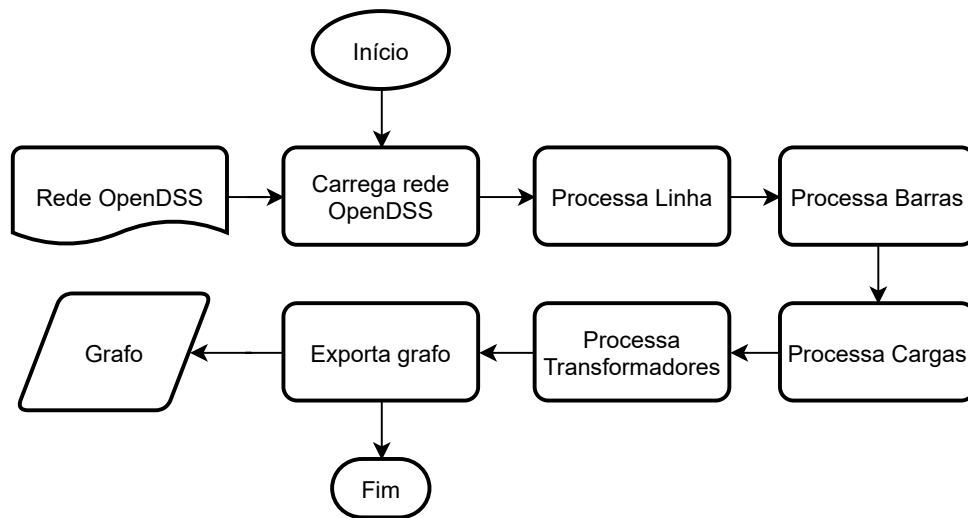 Início
Rede OpenDSS
Carrega rede
OpenDSS
Processa Linha
Processa Barras
Processa Cargas
Processa
Transformadores
Exporta grafo
Grafo
Fim